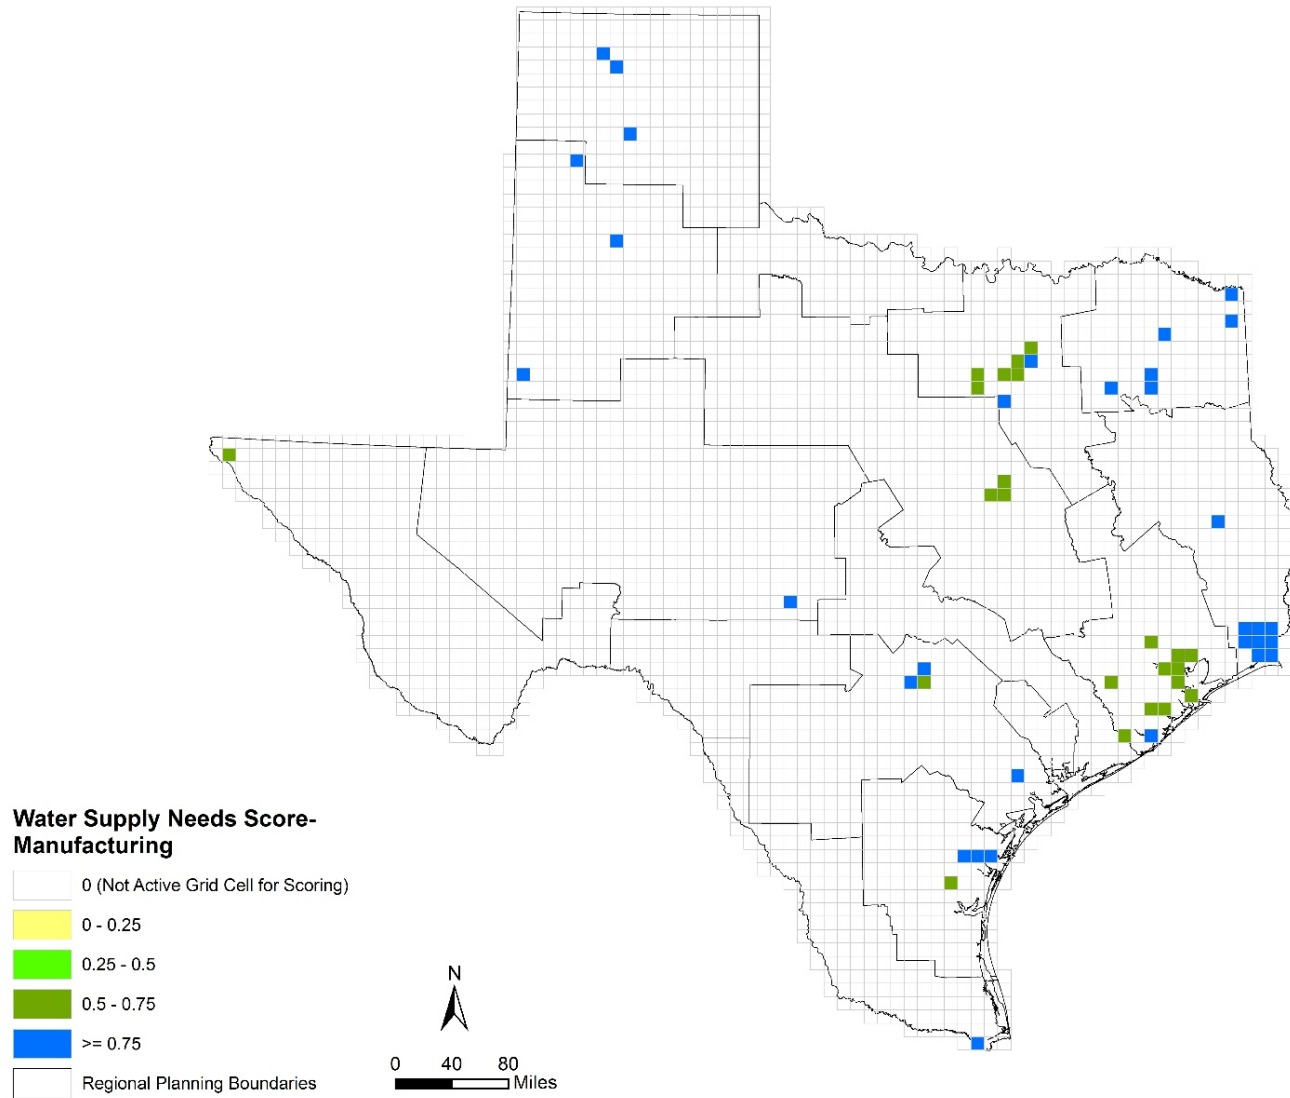 Water Supply Needs Score-
Manufacturing
0 (Not Active Grid Cell for Scoring)
0 - 0.25
0.25 - 0.5
0.5 - 0.75
>= 0.75
Regional Planning Boundaries
N
0 40 80
Miles